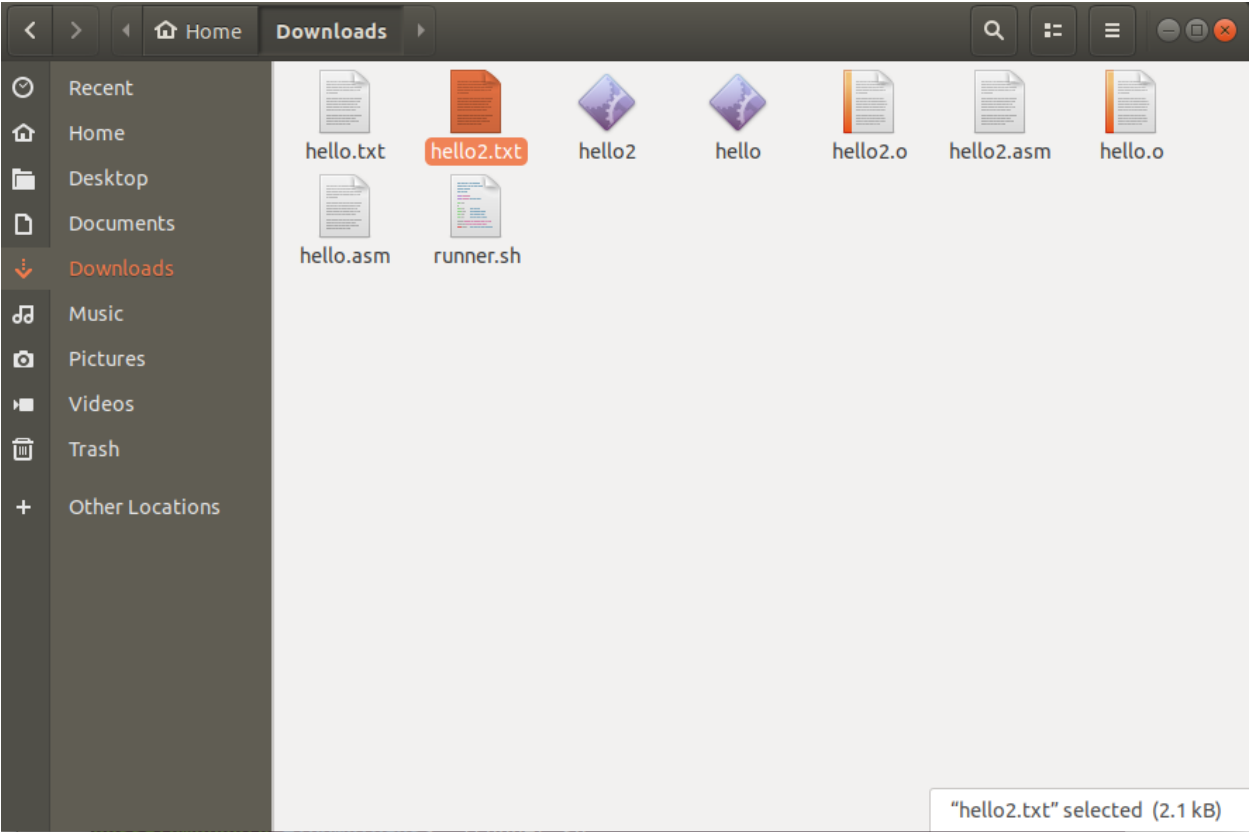 Home Downloads
Recent
Home
Desktop
Documents
Downloads
Music
Pictures
Videos
Trash
Other Locations
hello.txt hello2.txt hello2 hello hello2.o hello2.asm hello.o
hello.asm runner.sh
“hello2.txt” selected (2.1 kB)